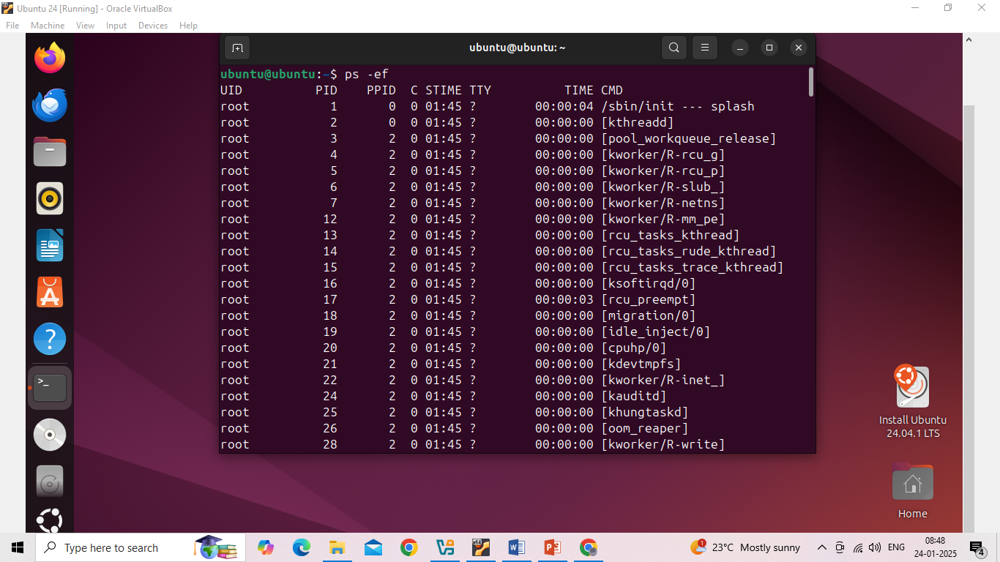 Ubuntu 24 [Running] - Oracle VirtualBox
File Machine View Input Devices Help
ubuntu@ubuntu: ~
ubuntu@ubuntu:~$ ps -ef
UID PID PPID C STIME TTY TIME CMD
root 1 0 0 01:45 ? 00:00:04 /sbin/init --- splash
root 2 0 0 01:45 ? 00:00:00 [kthreadd]
root 3 2 0 01:45 ? 00:00:00 [pool_workqueue_release]
root 4 2 0 01:45 ? 00:00:00 [kworker/R-rcu_g]
root 5 2 0 01:45 ? 00:00:00 [kworker/R-rcu_p]
root 6 2 0 01:45 ? 00:00:00 [kworker/R-slub_]
root 7 2 0 01:45 ? 00:00:00 [kworker/R-netns]
root 12 2 0 01:45 ? 00:00:00 [kworker/R-mm_pe]
root 13 2 0 01:45 ? 00:00:00 [rcu_tasks_kthread]
root 14 2 0 01:45 ? 00:00:00 [rcu_tasks_rude_kthread]
root 15 2 0 01:45 ? 00:00:00 [rcu_tasks_trace_kthread]
root 16 2 0 01:45 ? 00:00:00 [ksoftirqd/0]
root 17 2 0 01:45 ? 00:00:03 [rcu_preempt]
root 18 2 0 01:45 ? 00:00:00 [migration/0]
root 19 2 0 01:45 ? 00:00:00 [idle_inject/0]
root 20 2 0 01:45 ? 00:00:00 [cpuhp/0]
root 21 2 0 01:45 ? 00:00:00 [kdevtmpfs]
root 22 2 0 01:45 ? 00:00:00 [kworker/R-inet_]
root 24 2 0 01:45 ? 00:00:00 [kauditd]
root 25 2 0 01:45 ? 00:00:00 [khungtaskd]
root 26 2 0 01:45 ? 00:00:00 [oom_reaper]
root 28 2 0 01:45 ? 00:00:00 [kworker/R-write]
Install Ubuntu
24.04.1 LTS
Home
Type here to search
x64
1
23°C Mostly sunny
ENG
08:48
24-01-2025
4